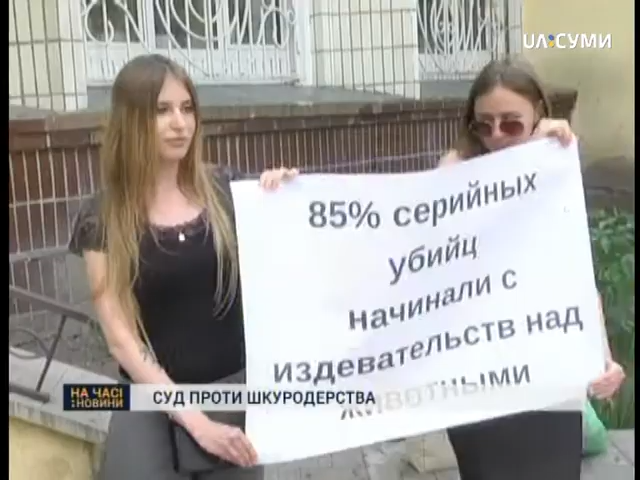 UA:СУМИ
85% серийных
убийц
начинали с
издевательств над
животными
НА ЧАСІ
:НОВИНИ
СУД ПРОТИ ШКУРОДЕРСТВА